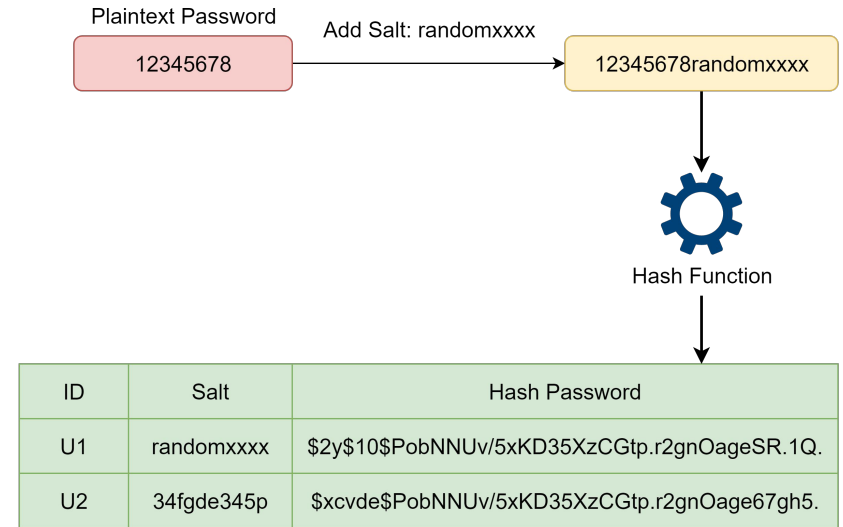 Plaintext Password
Add Salt: randomxxxx
12345678
12345678randomxxxx
Hash Function
ID Salt Hash Password
U1 randomxxxx $2y$10$PobNNUv/5xKD35XzCGtp.r2gnOageSR.1Q.
U2 34fgde345p $xcvde$PobNNUv/5xKD35XzCGtp.r2gnOage67gh5.